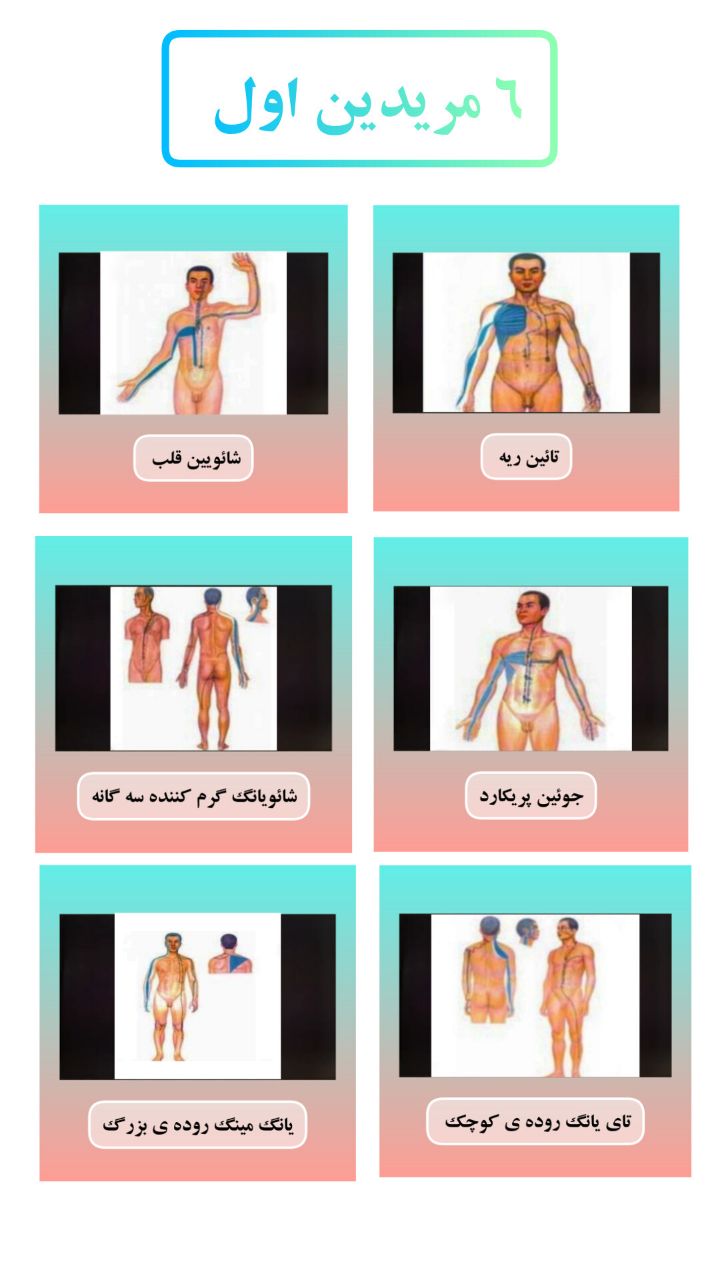 ٦ مریدین اول
تائین ریه
شائویین قلب
جوئین پریکارد
شائویانگ گرم کننده سه گانه
تای یانگ روده ی کوچک
یانگ مینگ روده ی بزرگ